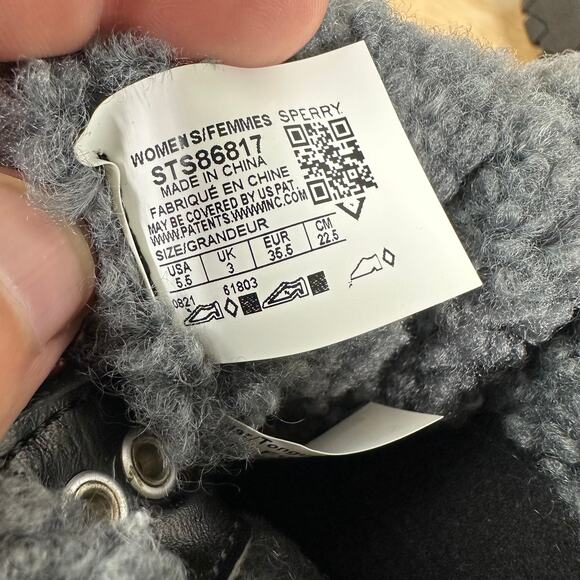 WOMENS/FEMMES SPERRY
STS86817
MADE IN CHINA
FABRIQUÉ EN CHINE
MAY BE COVERED BY US PAT.
WWW.PATENTS.WWWINC.COM
SIZE/GRANDEUR
USA UK EUR CM
5.5 3 35.5 22.5
0821 61803